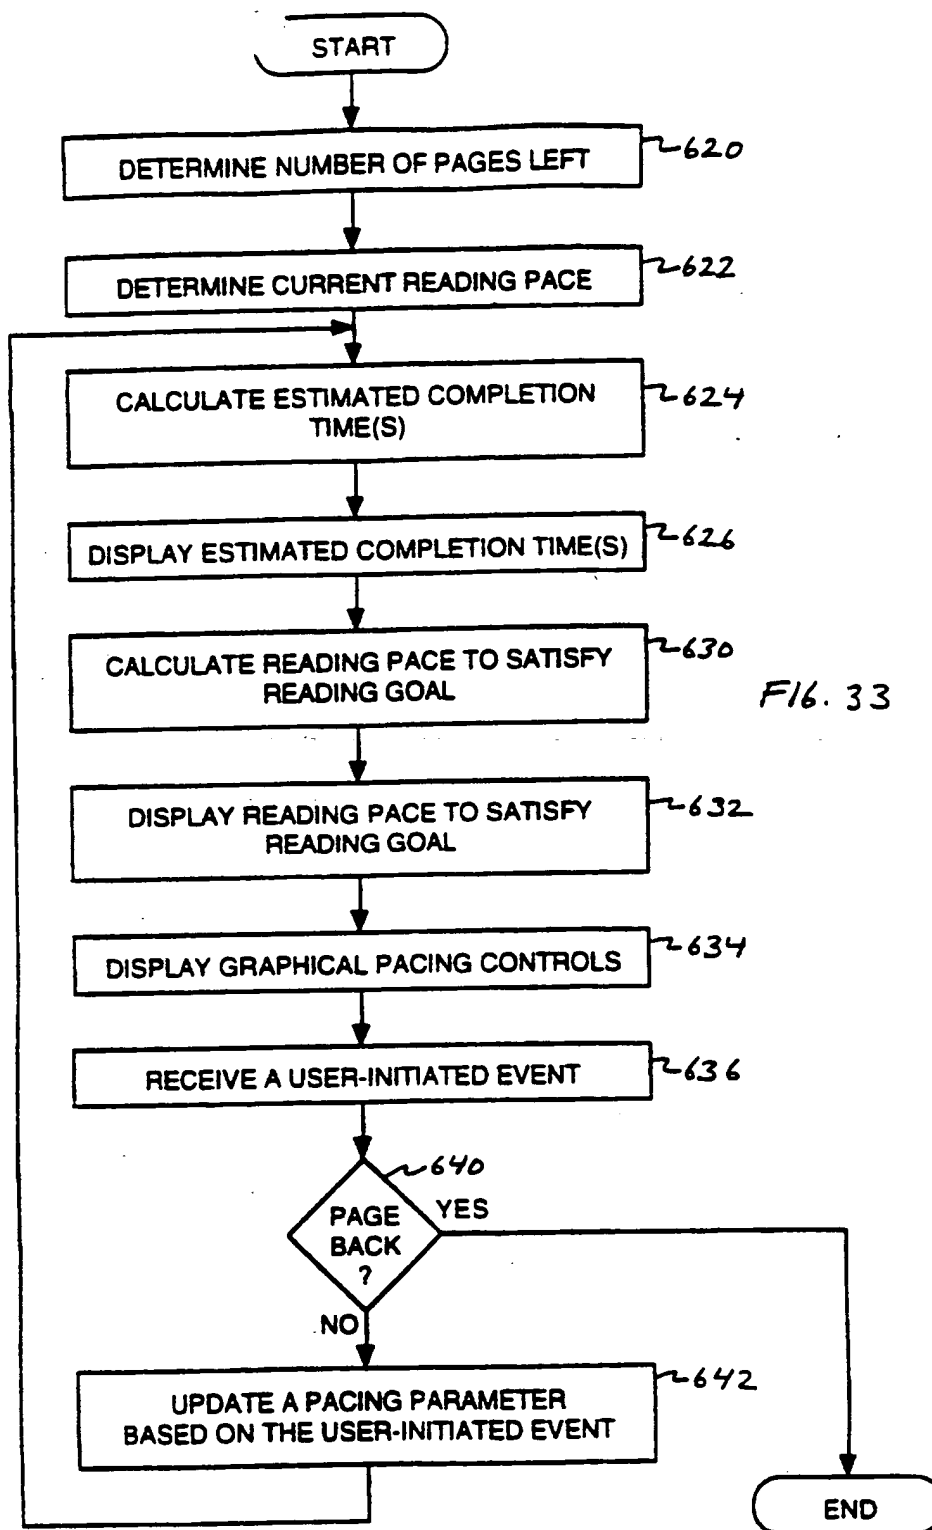 START
DETERMINE NUMBER OF PAGES LEFT
620
DETERMINE CURRENT READING PACE
622
CALCULATE ESTIMATED COMPLETION
TIME(S)
624
DISPLAY ESTIMATED COMPLETION TIME(S)
626
CALCULATE READING PACE TO SATISFY
READING GOAL
630
FIG. 33
DISPLAY READING PACE TO SATISFY
READING GOAL
632
DISPLAY GRAPHICAL PACING CONTROLS
634
RECEIVE A USER-INITIATED EVENT
636
640
PAGE
BACK
?
YES
NO
UPDATE A PACING PARAMETER
BASED ON THE USER-INITIATED EVENT
642
END